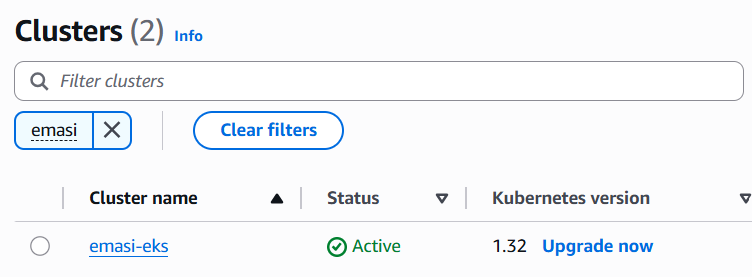 Clusters (2) Info
Filter clusters
emasi Clear filters
Cluster name Status Kubernetes version
emasi-eks Active 1.32 Upgrade now